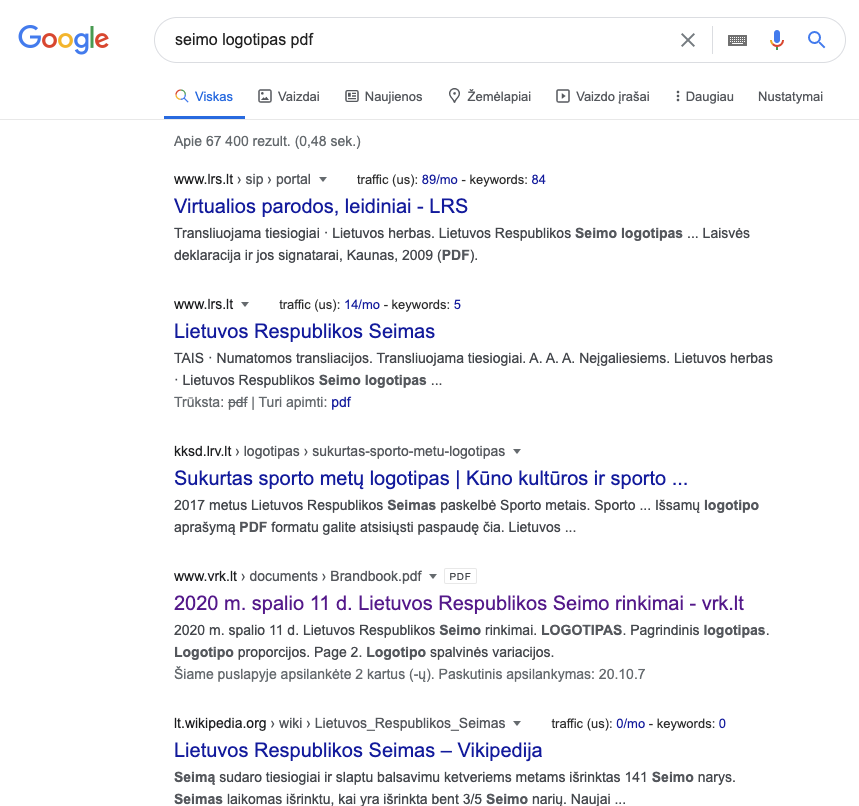 Google
seimo logotipas pdf
Viskas Vaizdai Naujienos Žemėlapiai Vaizdo įrašai Daugiau Nustatymai
Apie 67 400 rezult. (0,48 sek.)
www.lrs.lt › sip › portal traffic (us): 89/mo - keywords: 84
Virtualios parodos, leidiniai - LRS
Transliuojama tiesiogiai · Lietuvos herbas. Lietuvos Respublikos Seimo logotipas ... Laisvės
deklaracija ir jos signatarai, Kaunas, 2009 (PDF).
www.lrs.lt traffic (us): 14/mo - keywords: 5
Lietuvos Respublikos Seimas
TAIS · Numatomos transliacijos. Transliuojama tiesiogiai. A. A. A. Neįgaliesiems. Lietuvos herbas
· Lietuvos Respublikos Seimo logotipas ...
Trūksta: pdf | Turi apimti: pdf
kksd.lrv.lt › logotipas › sukurtas-sporto-metu-logotipas
Sukurtas sporto metų logotipas | Kūno kultūros ir sporto ...
2017 metus Lietuvos Respublikos Seimas paskelbė Sporto metais. Sporto ... Išsamų logotipo
aprašymą PDF formatu galite atsisiųsti paspaudę čia. Lietuvos ...
www.vrk.lt › documents › Brandbook.pdf PDF
2020 m. spalio 11 d. Lietuvos Respublikos Seimo rinkimai - vrk.lt
2020 m. spalio 11 d. Lietuvos Respublikos Seimo rinkimai. LOGOTIPAS. Pagrindinis logotipas.
Logotipo proporcijos. Page 2. Logotipo spalvinės variacijos.
Šiame puslapyje apsilankėte 2 kartus (-ų). Paskutinis apsilankymas: 20.10.7
lt.wikipedia.org › wiki › Lietuvos_Respublikos_Seimas traffic (us): 0/mo - keywords: 0
Lietuvos Respublikos Seimas – Vikipedija
Seimą sudaro tiesiogiai ir slaptu balsavimu ketveriems metams išrinktas 141 Seimo narys.
Seimas laikomas išrinktu, kai yra išrinkta bent 3/5 Seimo narių. Naujai ...